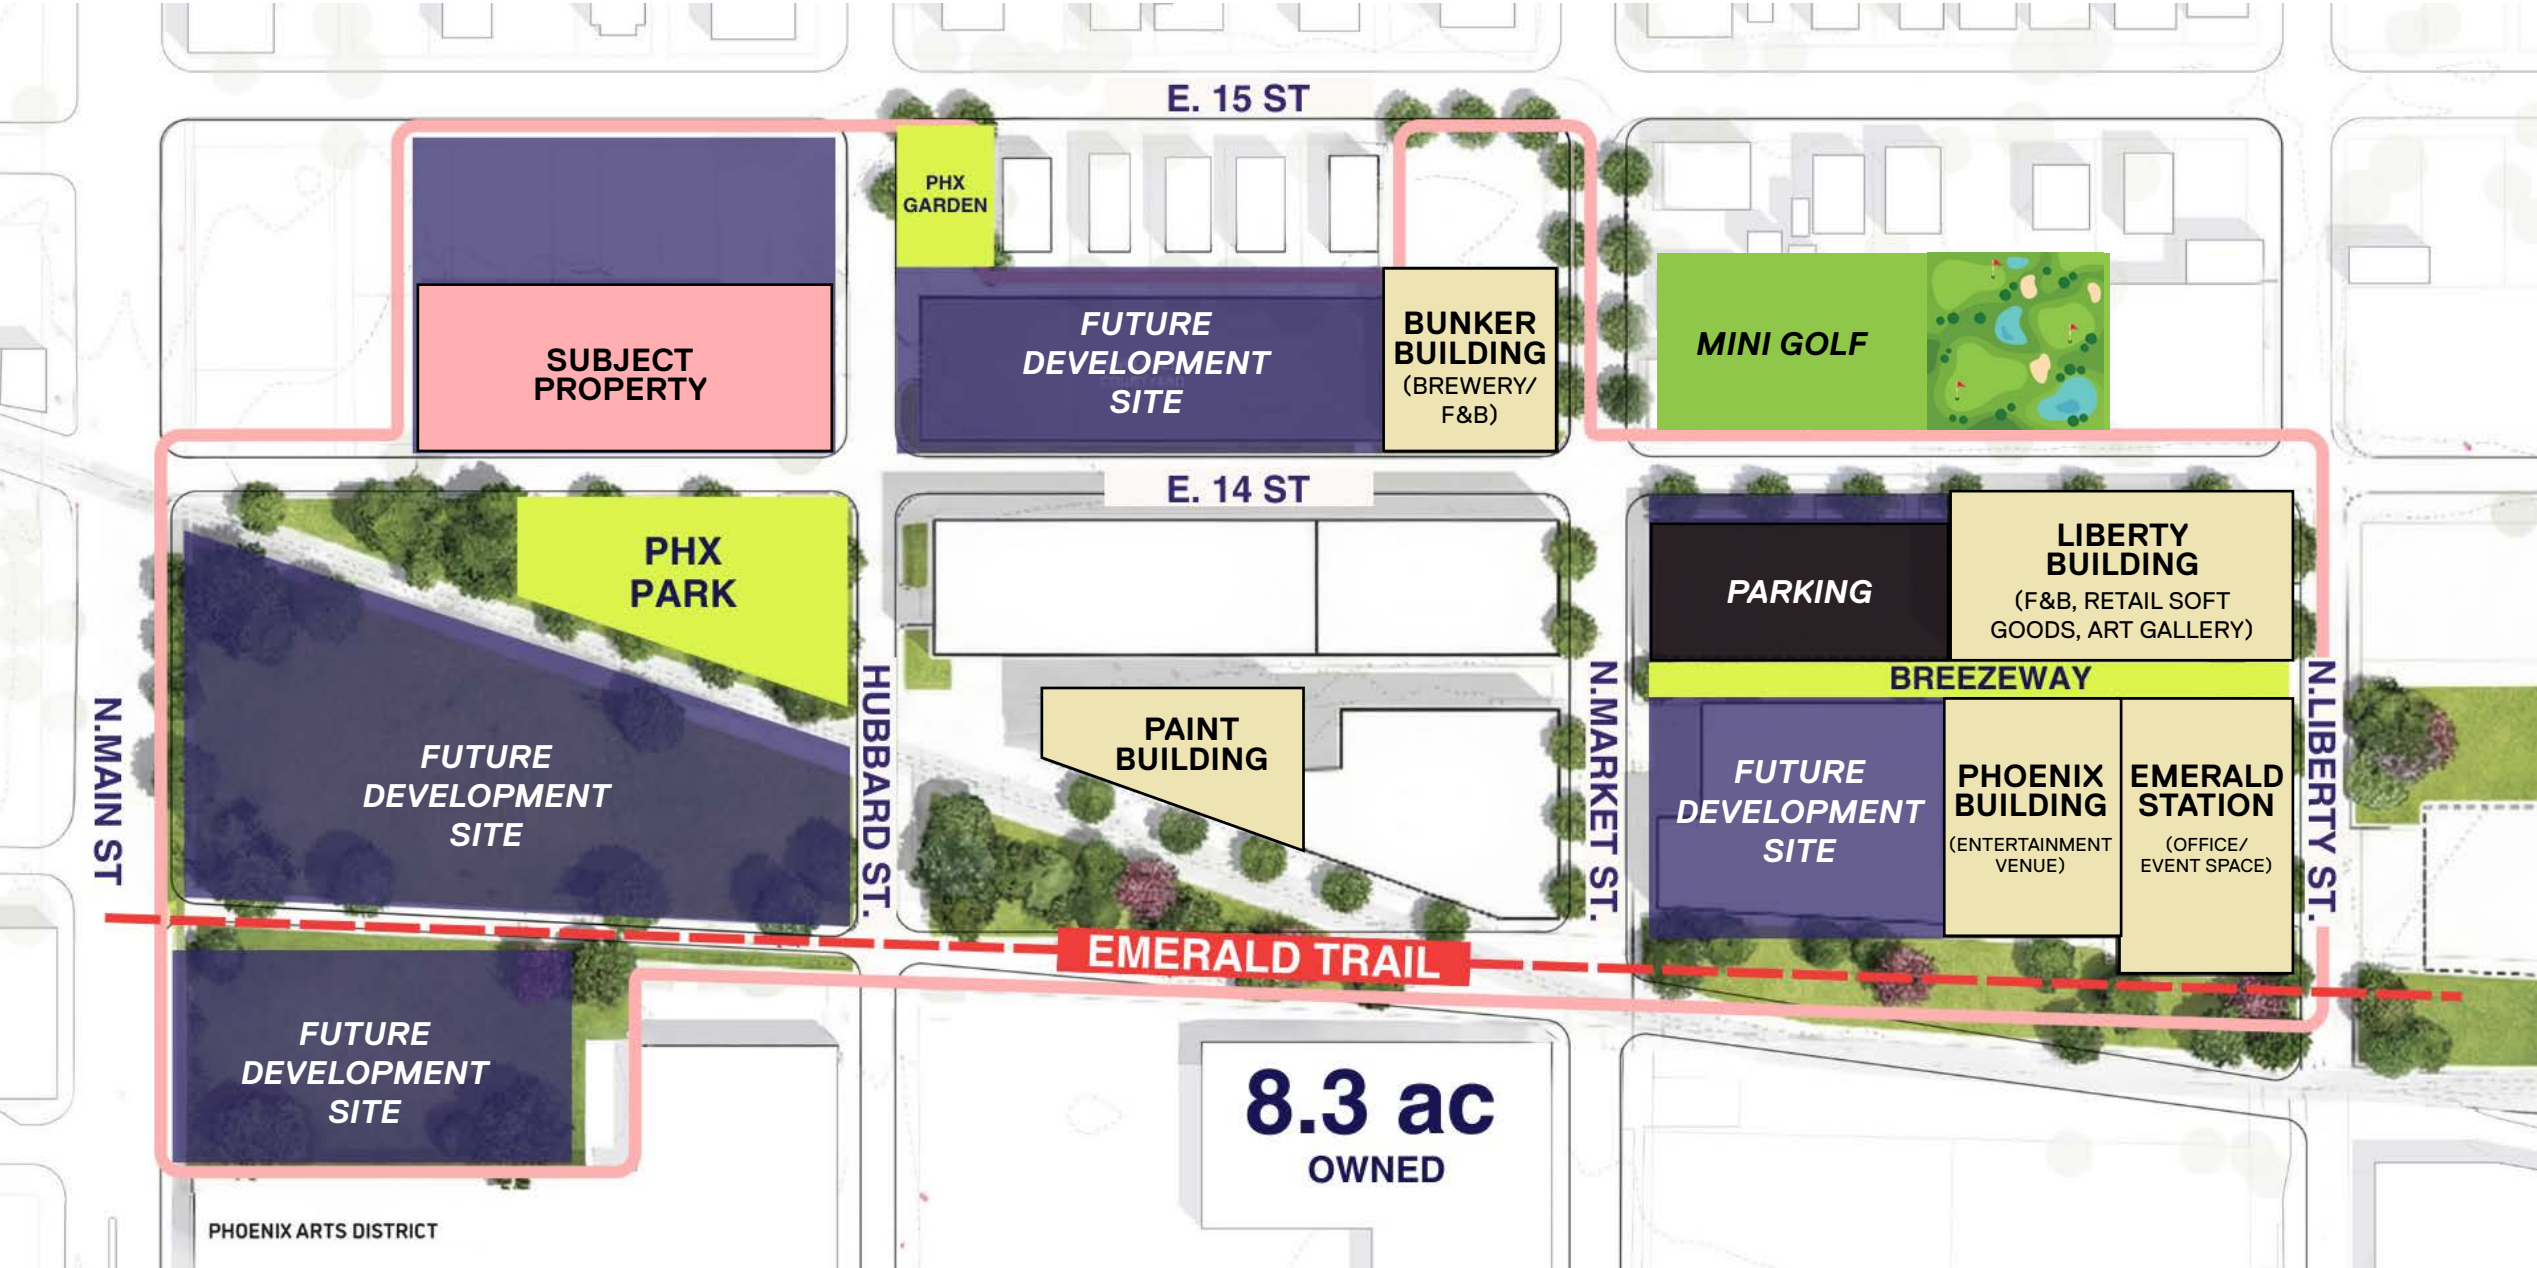 E. 15 ST
PHX
GARDEN
SUBJECT
PROPERTY
FUTURE
DEVELOPMENT
SITE
BUNKER
BUILDING
(BREWERY/
F&B)
MINI GOLF
E. 14 ST
PHX
PARK
PARKING
LIBERTY
BUILDING
(F&B, RETAIL SOFT
GOODS, ART GALLERY)
BREEZEWAY
N.MAIN ST
FUTURE
DEVELOPMENT
SITE
HUBBARD ST.
PAINT
BUILDING
N.MARKET ST.
FUTURE
DEVELOPMENT
SITE
PHOENIX
BUILDING
(ENTERTAINMENT
VENUE)
EMERALD
STATION
(OFFICE/
EVENT SPACE)
N.LIBERTY ST.
EMERALD TRAIL
FUTURE
DEVELOPMENT
SITE
8.3 ac
OWNED
PHOENIX ARTS DISTRICT